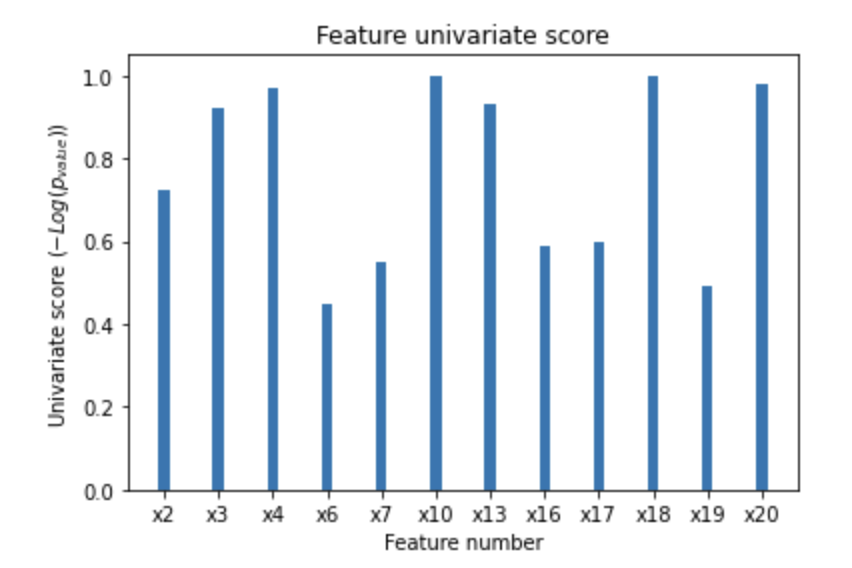 Feature univariate score
Univariate score (−Log(p_value))
1.0
0.8
0.6
0.4
0.2
0.0
x2 x3 x4 x6 x7 x10 x13 x16 x17 x18 x19 x20
Feature number